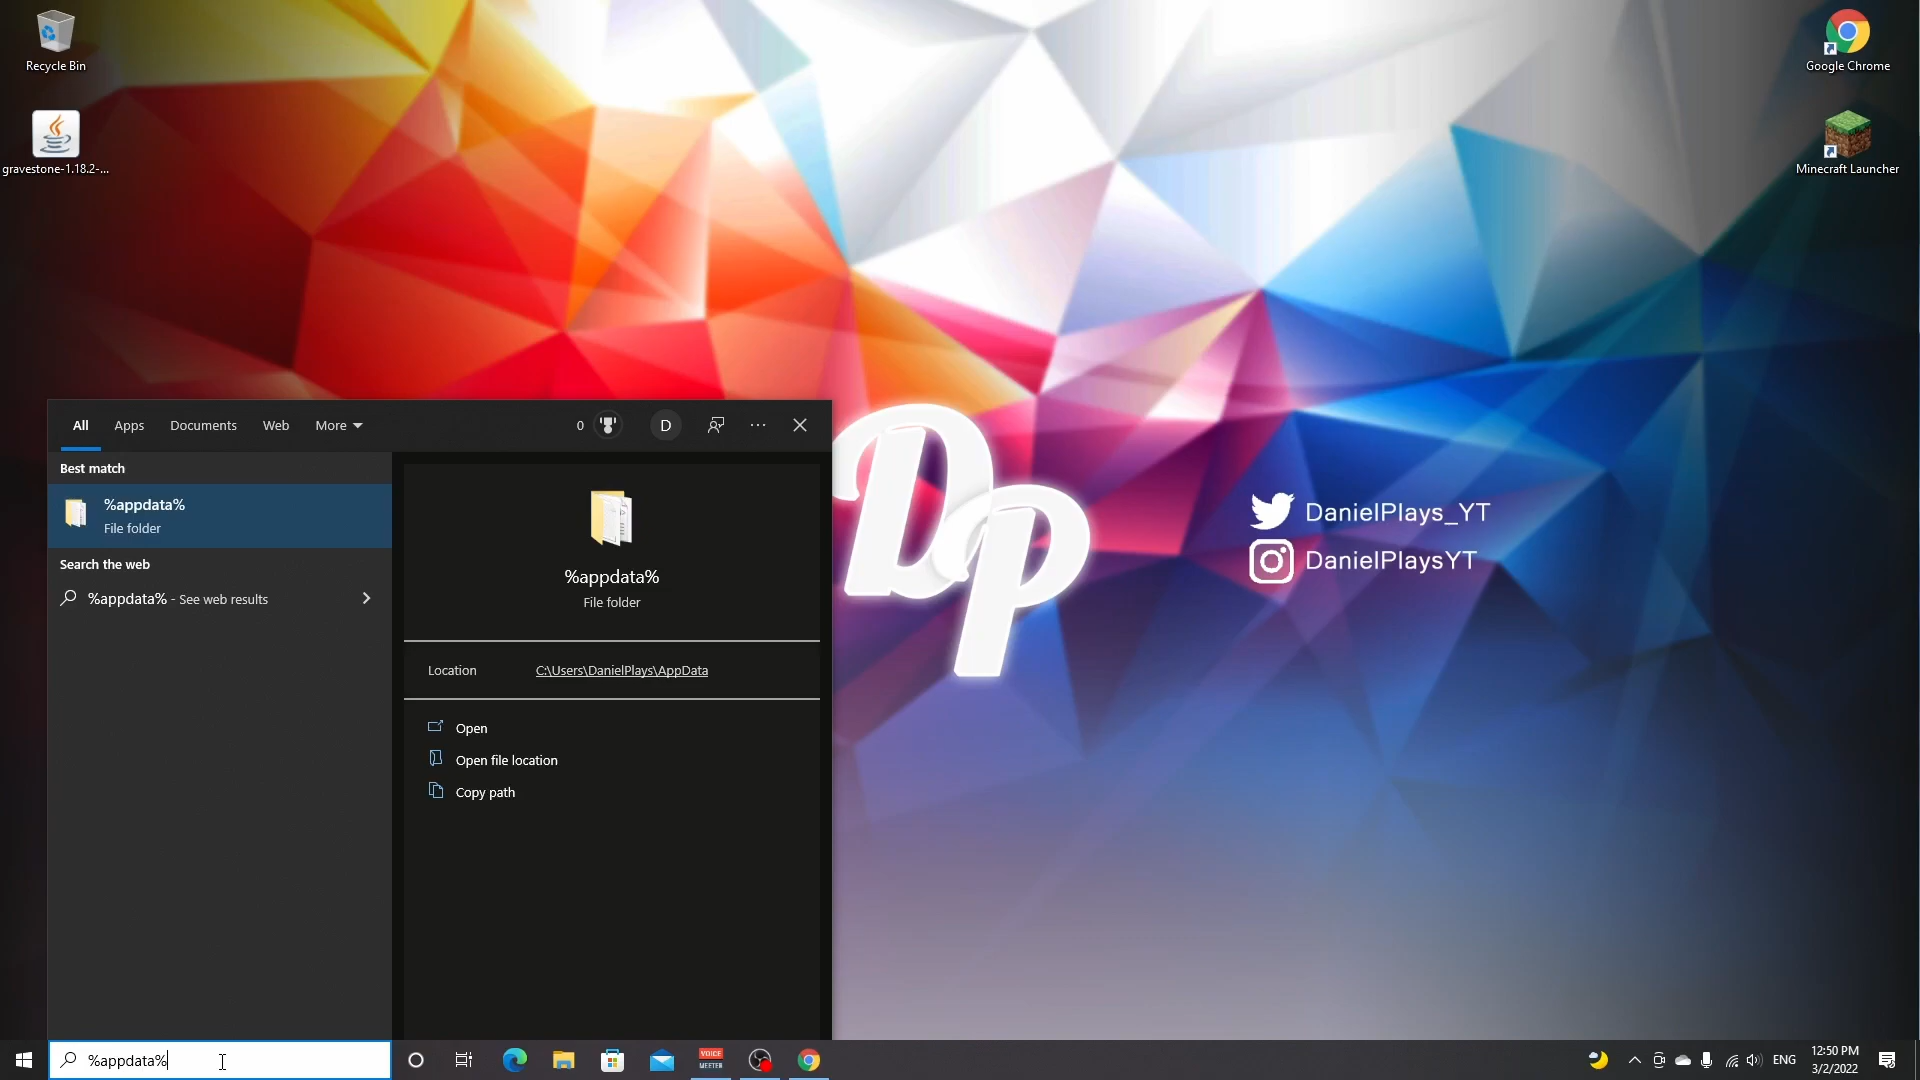 Recycle Bin
gravestone-1.18.2-...
Google Chrome
Minecraft Launcher
All
Apps
Documents
Web
More
0
D
Best match
%appdata%
File folder
Search the web
%appdata% - See web results
%appdata%
File folder
Location
C:\Users\DanielPlays\AppData
Open
Open file location
Copy path
DP
DanielPlays_YT
DanielPlaysYT
%appdata%
VOICE
MEETER
ENG
12:50 PM
3/2/2022